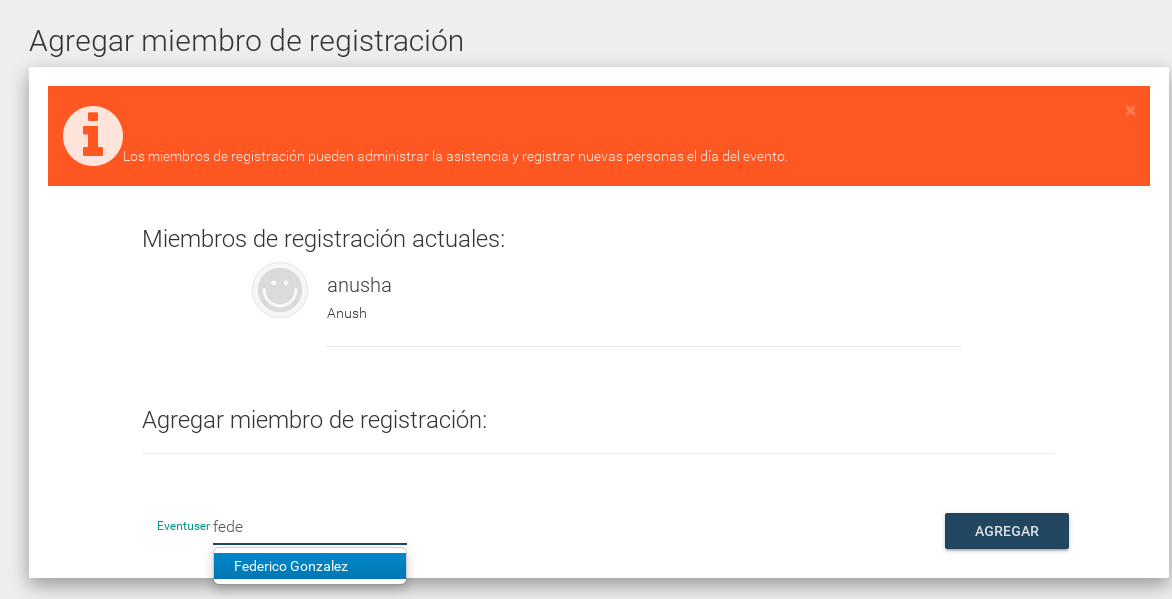 Agregar miembro de registración
×
Los miembros de registración pueden administrar la asistencia y registrar nuevas personas el día del evento.
Miembros de registración actuales:
anusha
Anush
Agregar miembro de registración:
Eventuser fede
AGREGAR
Federico Gonzalez